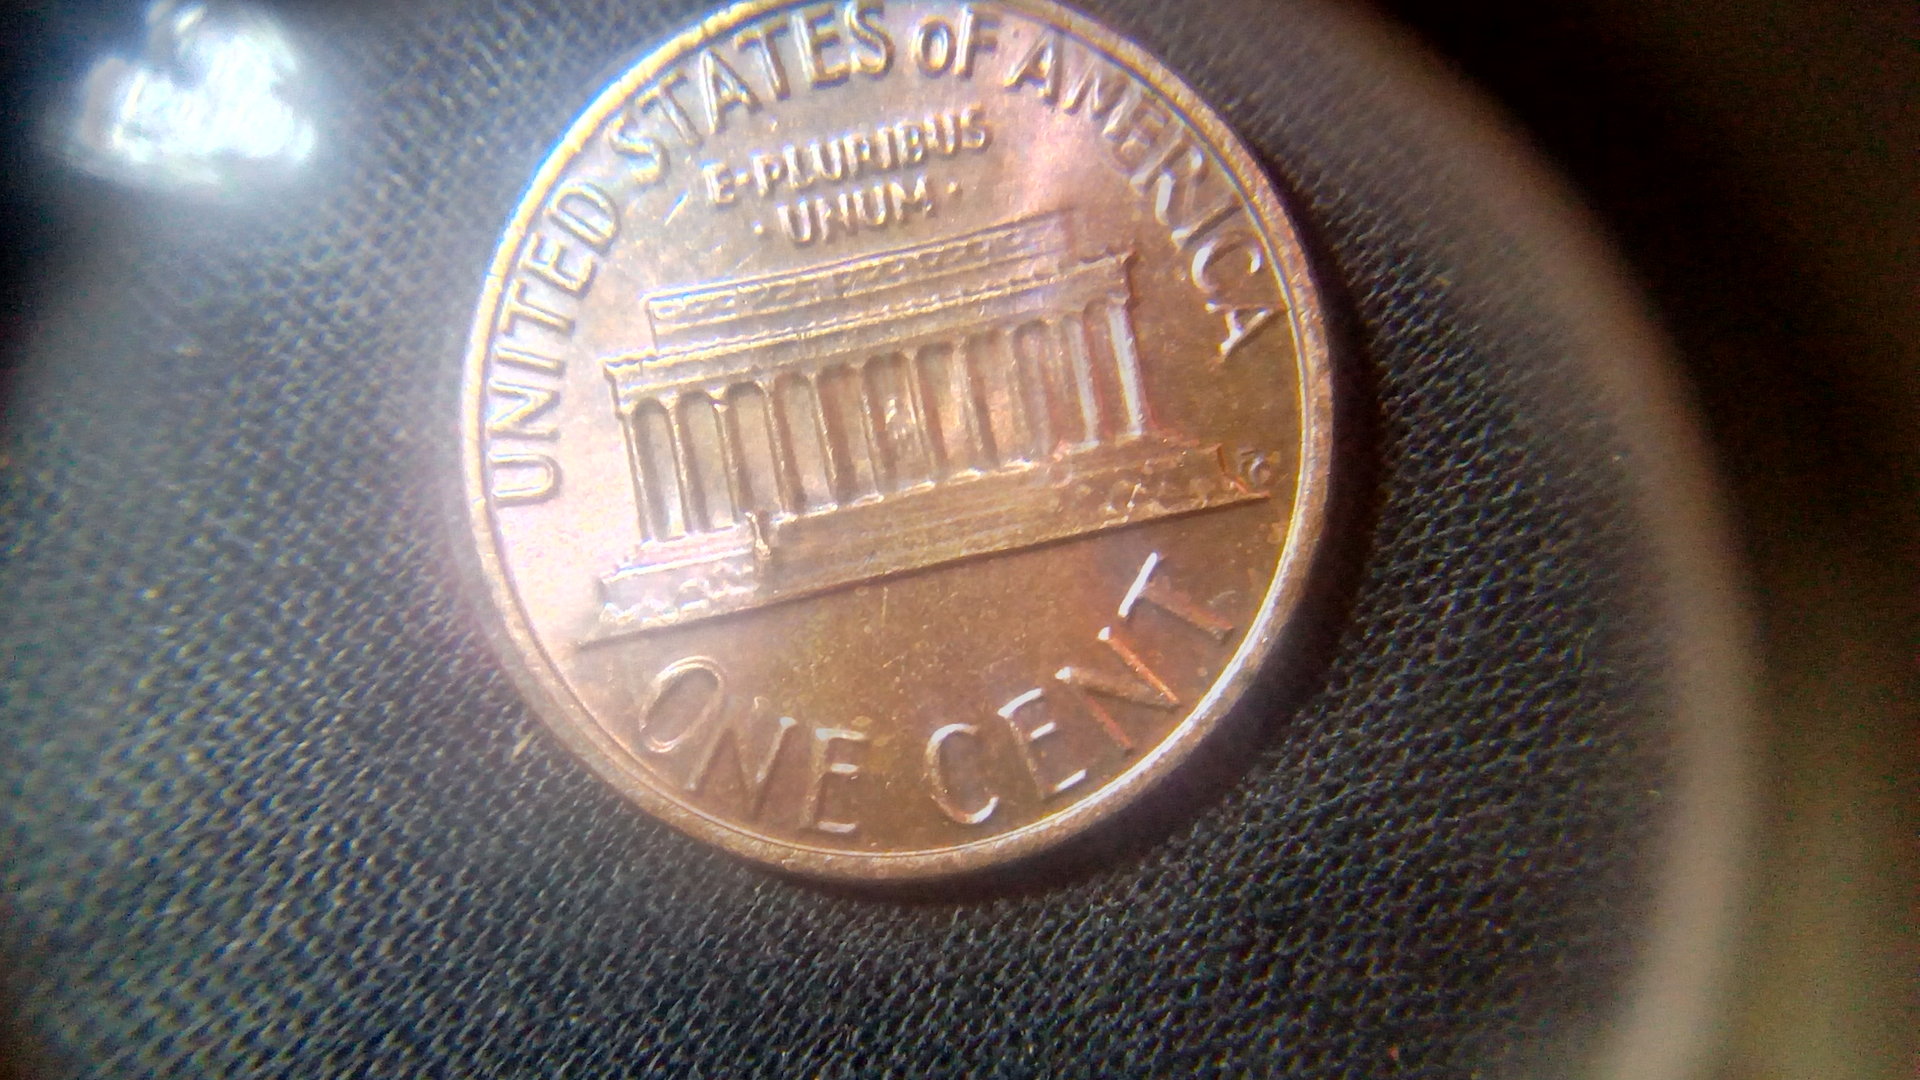 UNITED STATES OF AMERICA
E·PLURIBUS
·UNUM·
ONE CENT